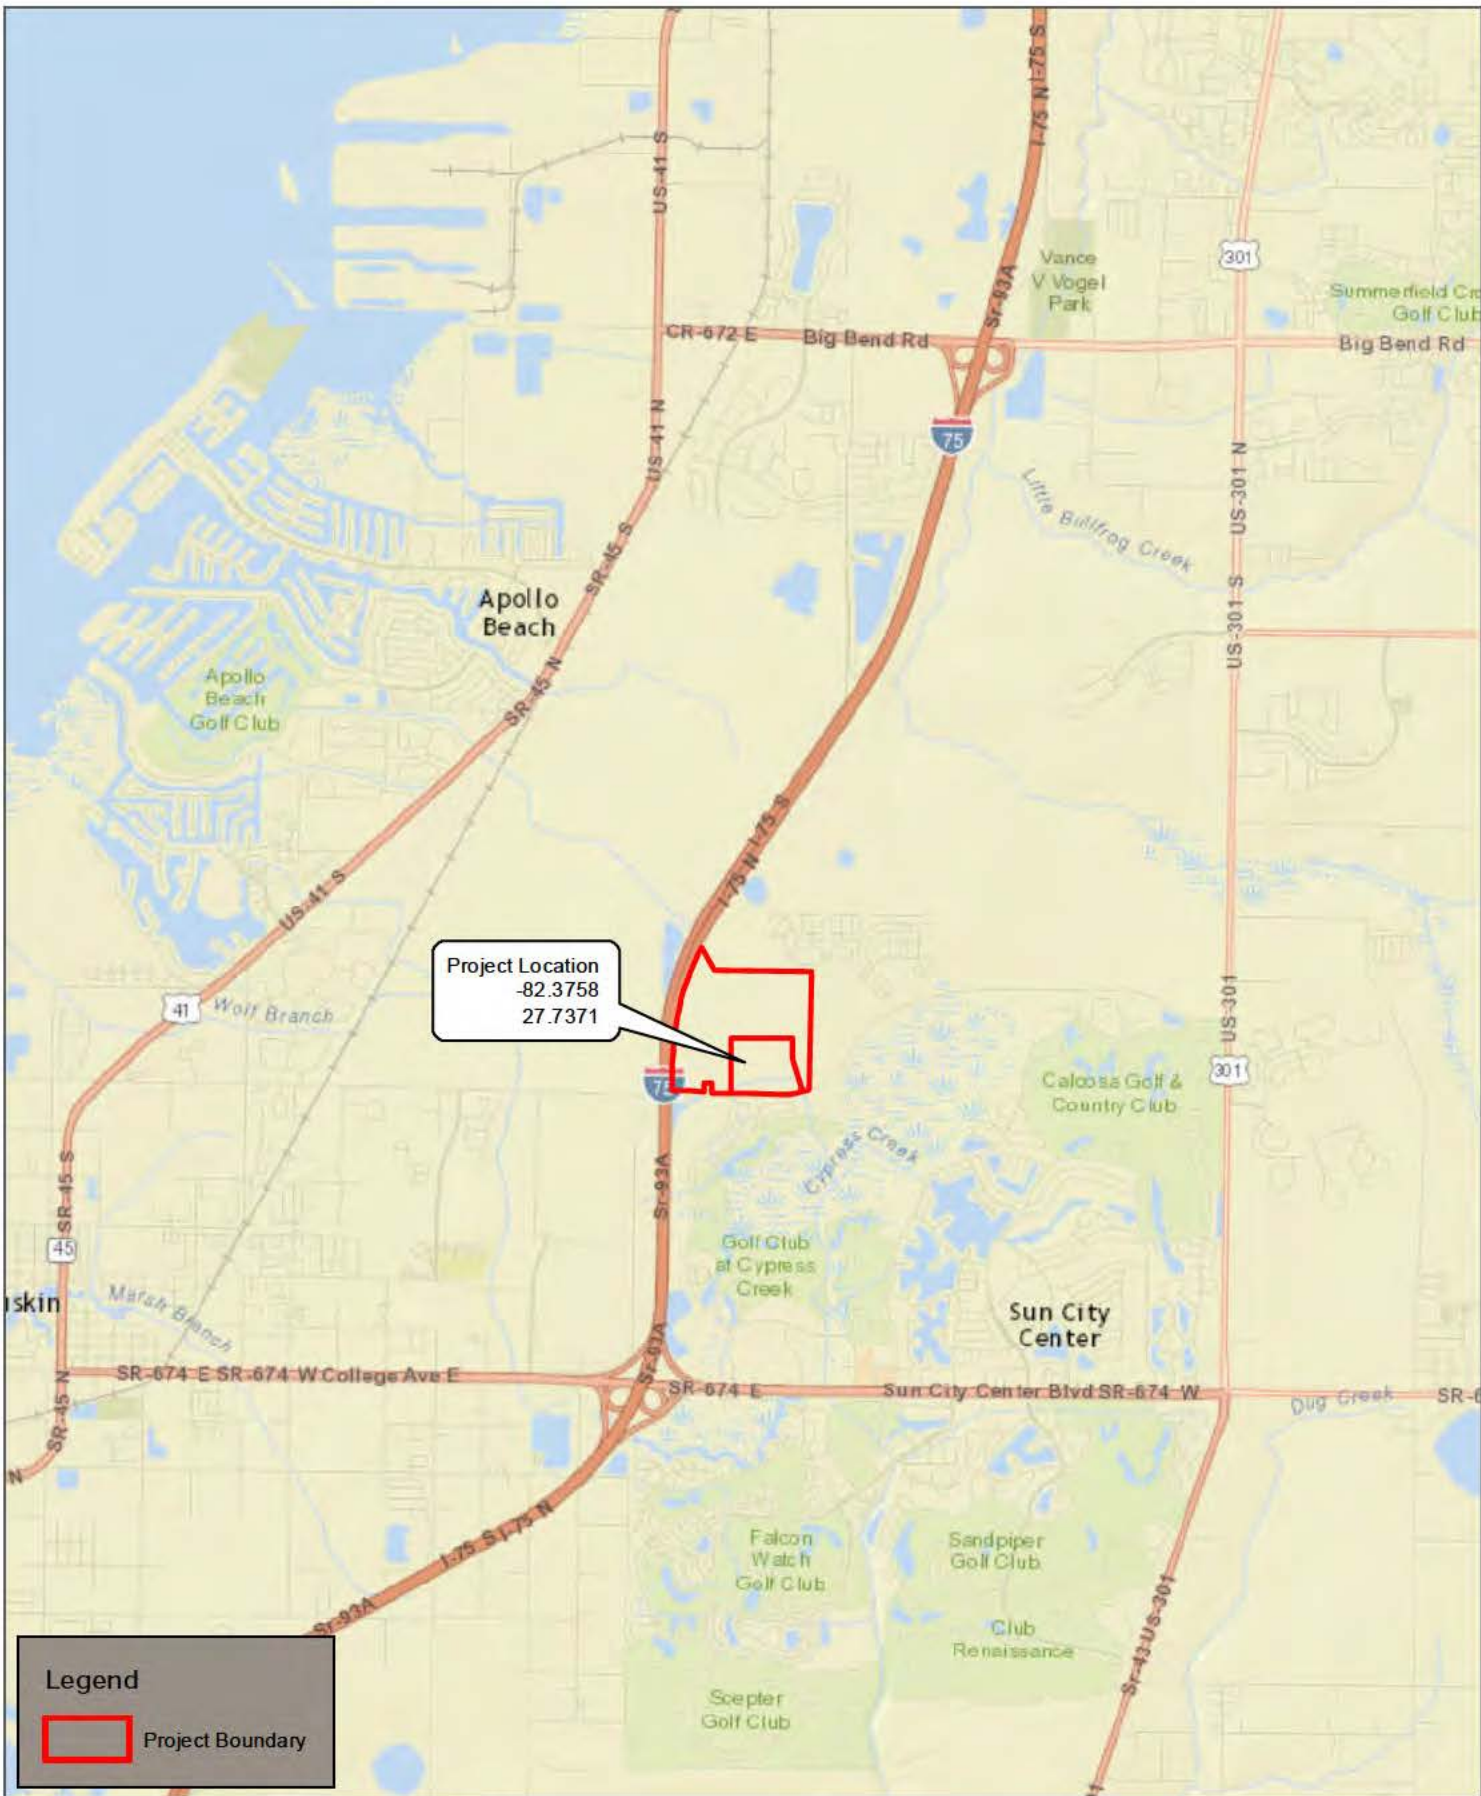 I-75 S
I-75 N
US-41 S
Vance
V Vogel
Park
301
Sr-93A
Summerfield
Golf Club
CR-672 E
Big Bend Rd
Big Bend Rd
US-41 N
75
US-301 N
Little Bullfrog Creek
SR-45 S
US-301 S
Apollo
Beach
Apollo
Beach
Golf Club
SR-45 N
I-75 S
I-75 N
US-41 S
Project Location
-82.3758
27.7371
US-301
41
Wolf Branch
301
75
Calcosa Golf &
Country Club
Cypress Creek
SR-45 S
Sr-93A
45
Golf Club
at Cypress
Creek
Marsh Branch
Sun City
Center
Sr-93A
SR-674 E
SR-674 W
College Ave E
SR-674 E
Sun City Center Blvd
SR-674 W
Dug Creek
SR-45 N
N
I-75 S
I-75 N
Falcon
Watch
Golf Club
Sandpiper
Golf Club
Sr-93A
Club
Renaissance
Sr-43
US-301
Scepter
Golf Club
Legend
Project Boundary